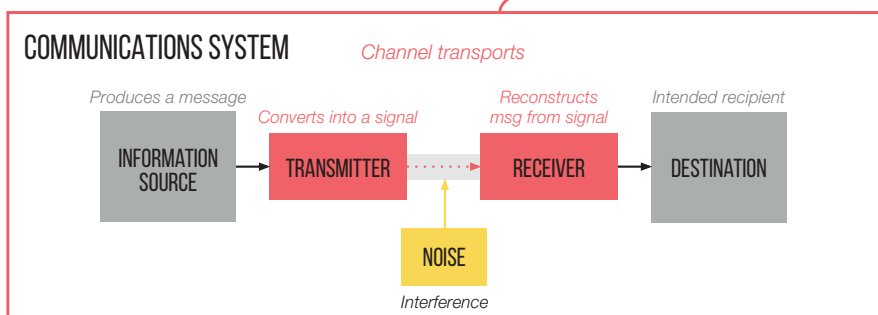 COMMUNICATIONS SYSTEM
Channel transports
Produces a message
Converts into a signal
Reconstructs
msg from signal
Intended recipient
INFORMATION
SOURCE
TRANSMITTER
RECEIVER
DESTINATION
NOISE
Interference